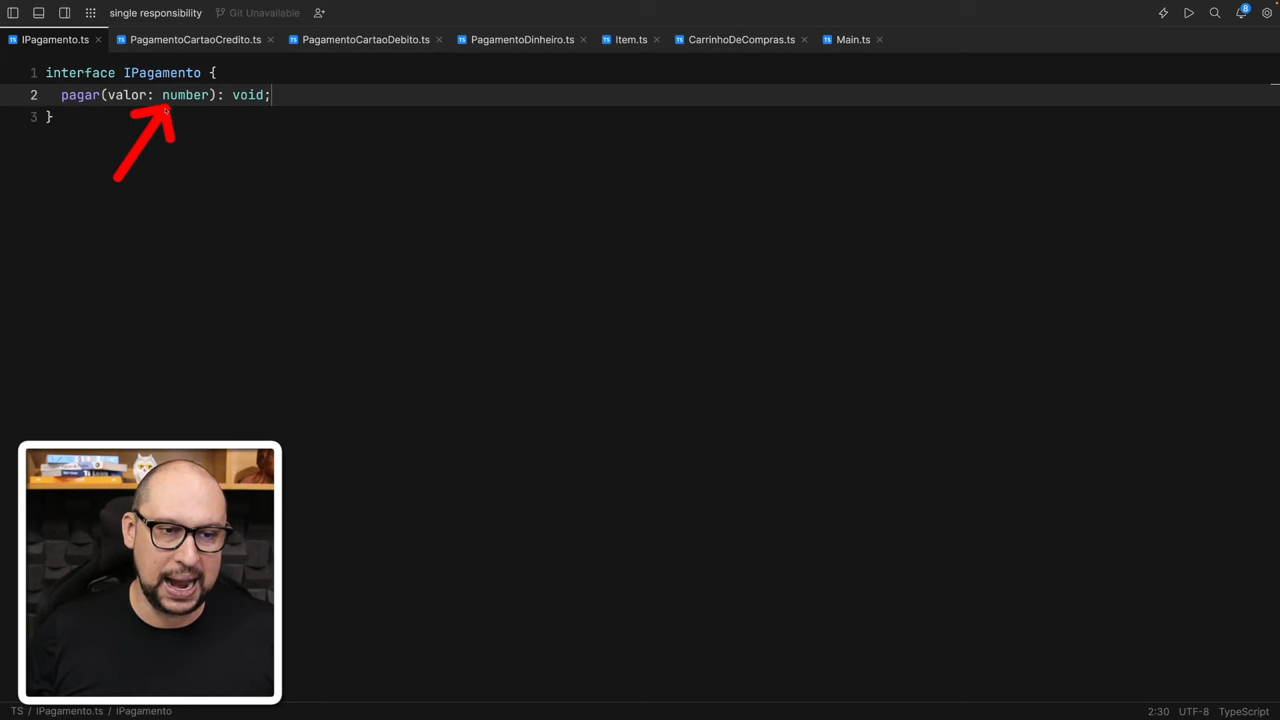 single responsibility Git Unavailable 8
IPagamento.ts PagamentoCartaoCredito.ts PagamentoCartaoDebito.ts PagamentoDinheiro.ts Item.ts CarrinhoDeCompras.ts Main.ts
1 interface IPagamento {
2 pagar(valor: number): void;
3 }
TS / IPagamento.ts / IPagamento 2:30 UTF-8 TypeScript